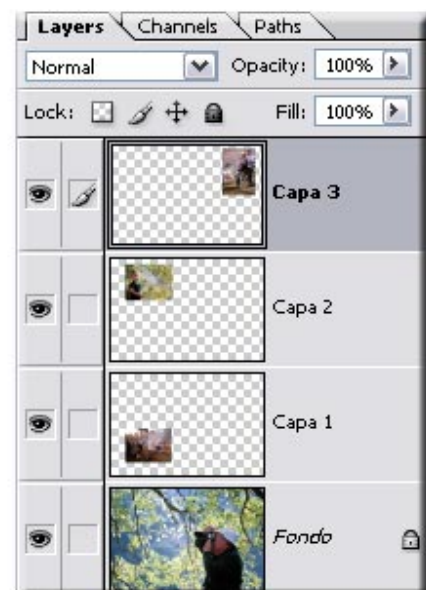 Layers Channels Paths
Normal Opacity: 100%
Lock: Fill: 100%
Capa 3
Capa 2
Capa 1
Fondo